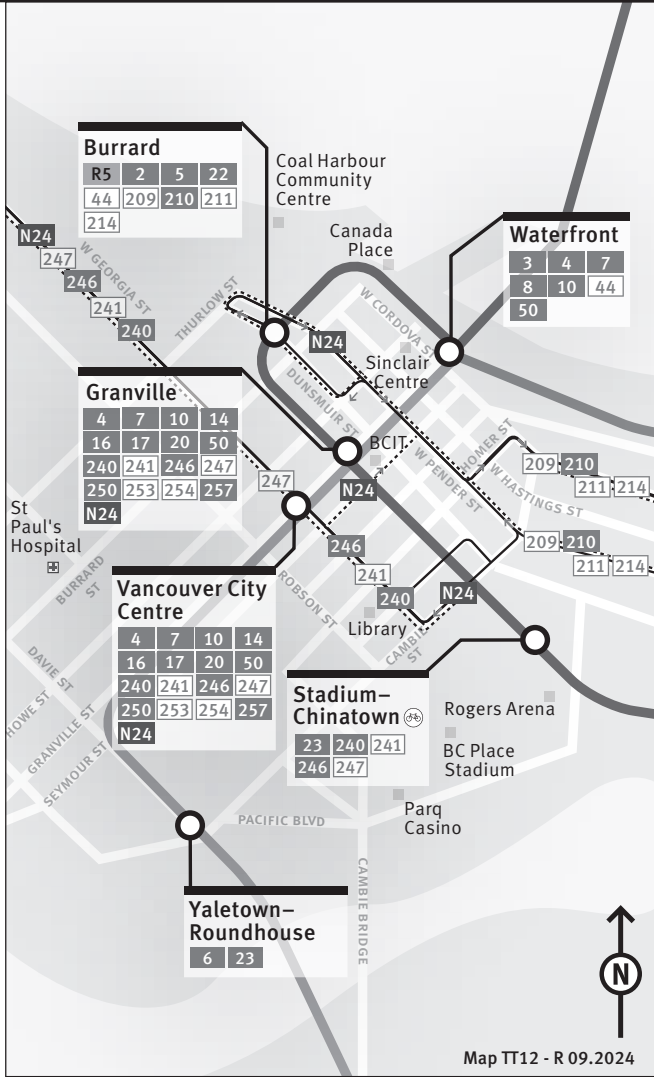 Burrard
R5 2 5 22
44 209 210 211
214
Coal Harbour
Community
Centre
Canada
Place
Waterfront
3 4 7
8 10 44
50
N24
247
246
241
240
W GEORGIA ST
THURLOW ST
N24
W CORDOVA ST
Sinclair
Centre
DUNSMUIR ST
Granville
4 7 10 14
16 17 20 50
240 241 246 247
250 253 254 257
N24
BCIT
W PENDER ST
HOMER ST
W HASTINGS ST
209 210
211 214
247
N24
St
Paul's
Hospital
BURRARD
ST
246
241
240
N24
209 210
211 214
ROBSON ST
Library
CAMBIE
ST
Vancouver City
Centre
4 7 10 14
16 17 20 50
240 241 246 247
250 253 254 257
N24
DAVIE ST
HOWE ST
GRANVILLE ST
SEYMOUR ST
Stadium–
Chinatown
23 240 241
246 247
Rogers Arena
BC Place
Stadium
Parq
Casino
PACIFIC BLVD
CAMBIE BRIDGE
Yaletown–
Roundhouse
6 23
N
Map TT12 - R 09.2024